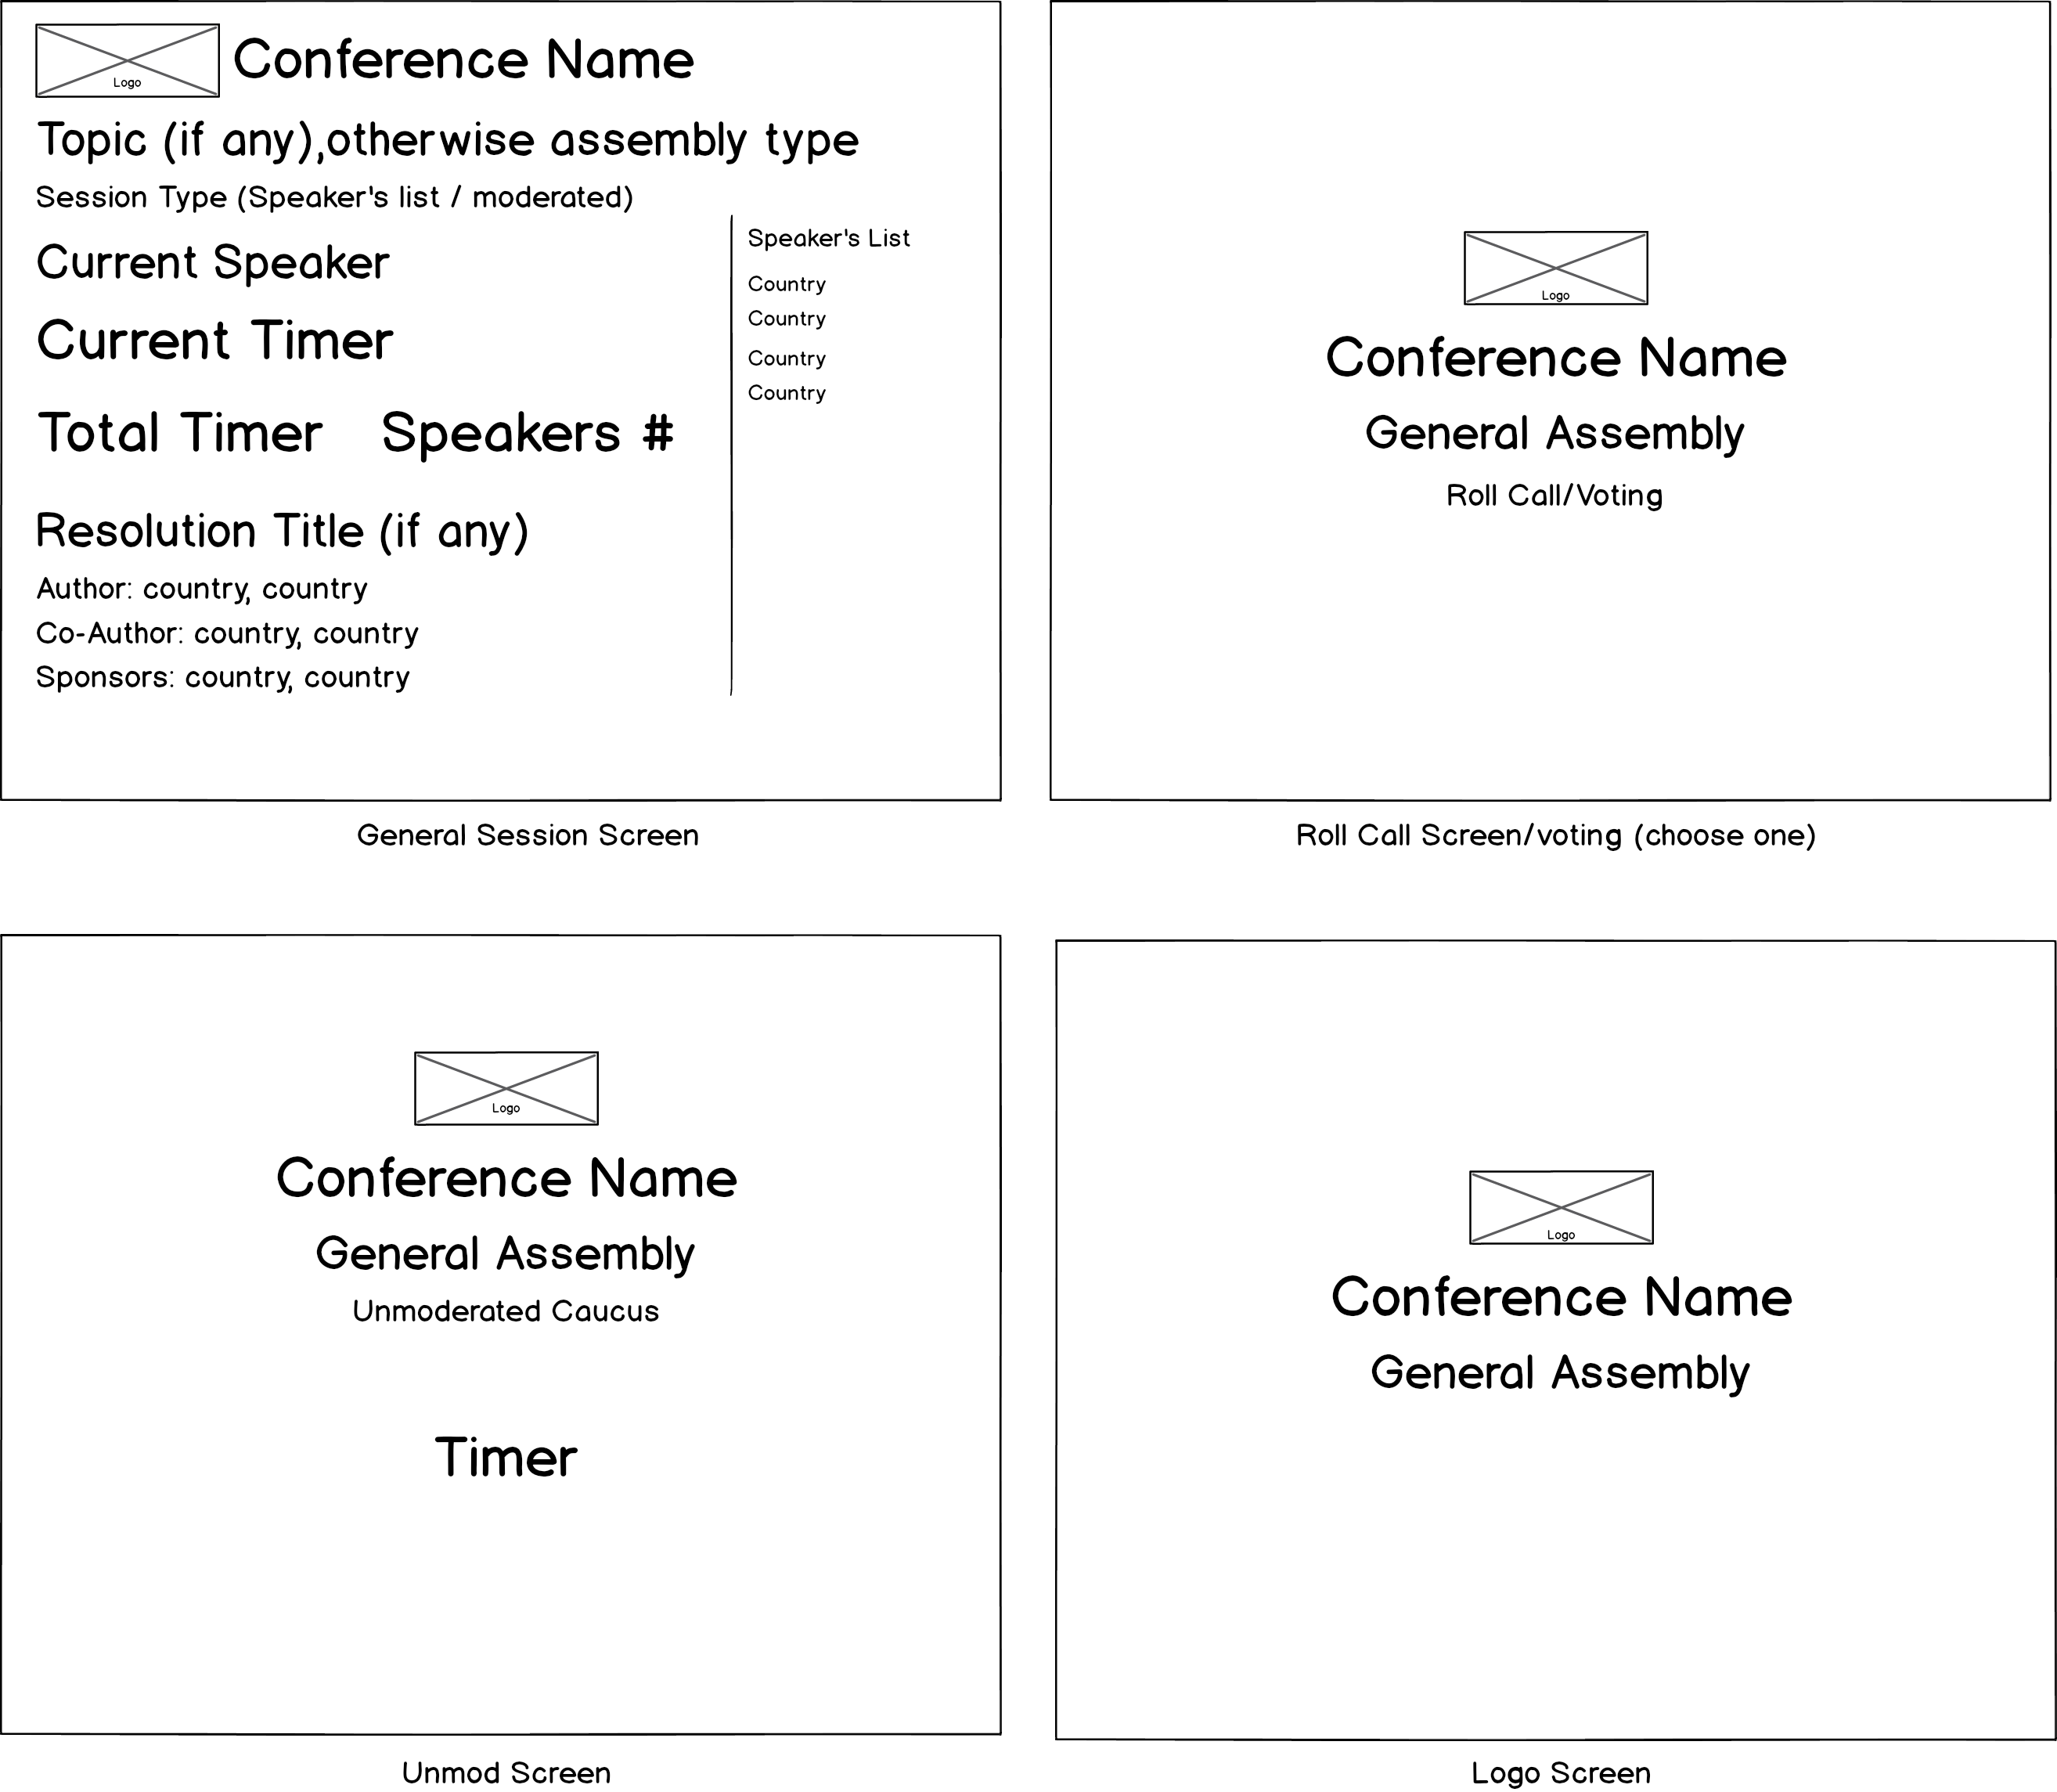 Logo
Conference Name
Topic (if any),otherwise assembly type
Session Type (Speaker's list / moderated)
Current Speaker
Current Timer
Total Timer Speakers #
Resolution Title (if any)
Author: country, country
Co-Author: country, country
Sponsors: country, country
Speaker's List
Country
Country
Country
Country
General Session Screen
Logo
Conference Name
General Assembly
Roll Call/Voting
Roll Call Screen/voting (choose one)
Logo
Conference Name
General Assembly
Unmoderated Caucus
Timer
Unmod Screen
Logo
Conference Name
General Assembly
Logo Screen